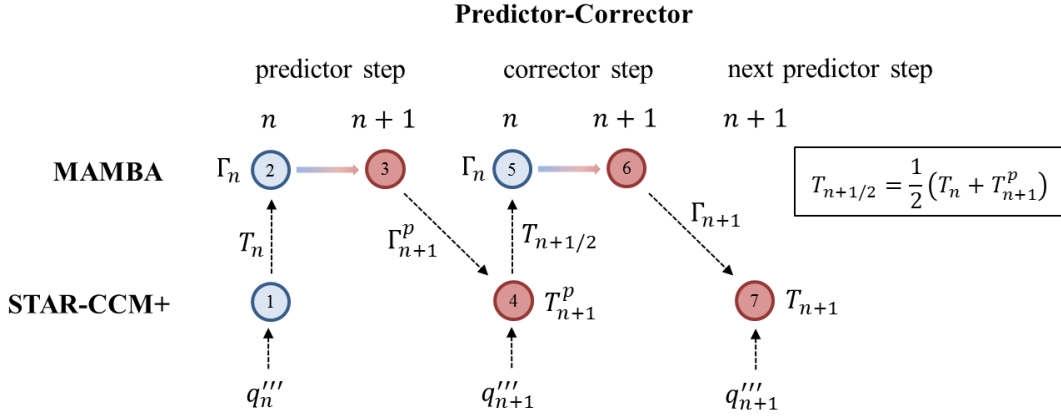 Predictor-Corrector
predictor step corrector step next predictor step
n n + 1 n n + 1 n + 1
MAMBA Γₙ 2 3 Γₙ 5 6 Tₙ₊₁/₂ = 1/2 (Tₙ + Tᵖₙ₊₁)
Tₙ Γᵖₙ₊₁ Tₙ₊₁/₂ Γₙ₊₁
STAR-CCM+ 1 4 Tᵖₙ₊₁ 7 Tₙ₊₁
q‴ₙ q‴ₙ₊₁ q‴ₙ₊₁